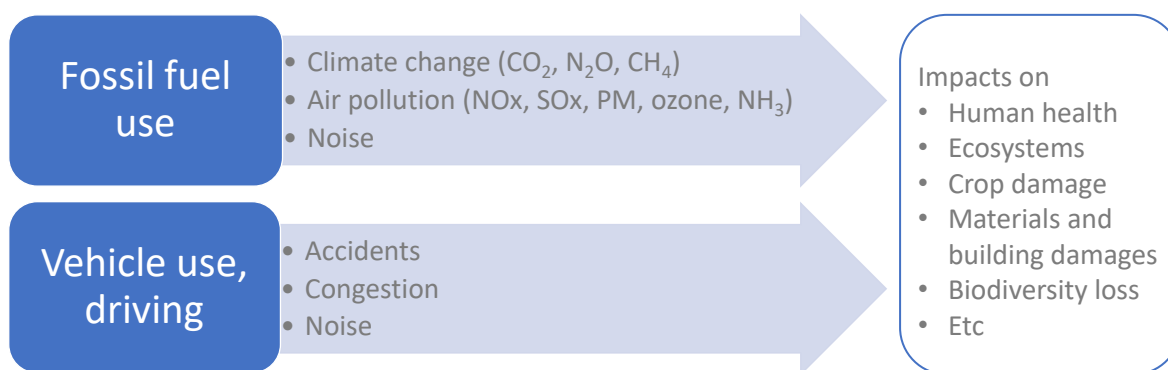 Fossil fuel
use
• Climate change (CO₂, N₂O, CH₄)
• Air pollution (NOx, SOx, PM, ozone, NH₃)
• Noise
Vehicle use,
driving
• Accidents
• Congestion
• Noise
Impacts on
• Human health
• Ecosystems
• Crop damage
• Materials and
building damages
• Biodiversity loss
• Etc